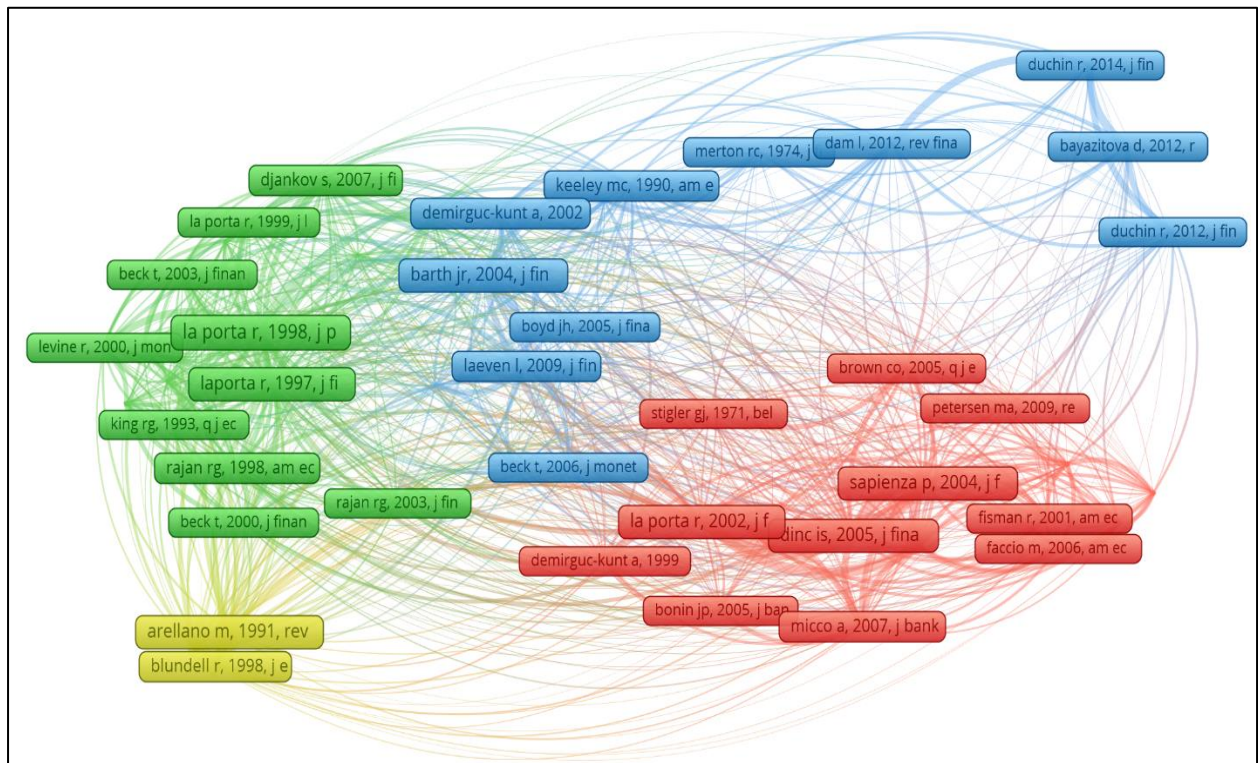 duchin r, 2014, j fin
merton rc, 1974, j
dam l, 2012, rev fina
bayazitova d, 2012, r
djankov s, 2007, j fi
keeley mc, 1990, am e
la porta r, 1999, j l
demirguc-kunt a, 2002
duchin r, 2012, j fin
beck t, 2003, j finan
barth jr, 2004, j fin
la porta r, 1998, j p
boyd jh, 2005, j fina
levine r, 2000, j mon
laeven l, 2009, j fin
brown co, 2005, q j e
laporta r, 1997, j fi
stigler gj, 1971, bel
petersen ma, 2009, re
king rg, 1993, q j ec
rajan rg, 1998, am ec
beck t, 2006, j monet
sapienza p, 2004, j f
rajan rg, 2003, j fin
beck t, 2000, j finan
la porta r, 2002, j f
fisman r, 2001, am ec
dinc is, 2005, j fina
faccio m, 2006, am ec
demirguc-kunt a, 1999
bonin jp, 2005, j ban
micco a, 2007, j bank
arellano m, 1991, rev
blundell r, 1998, j e